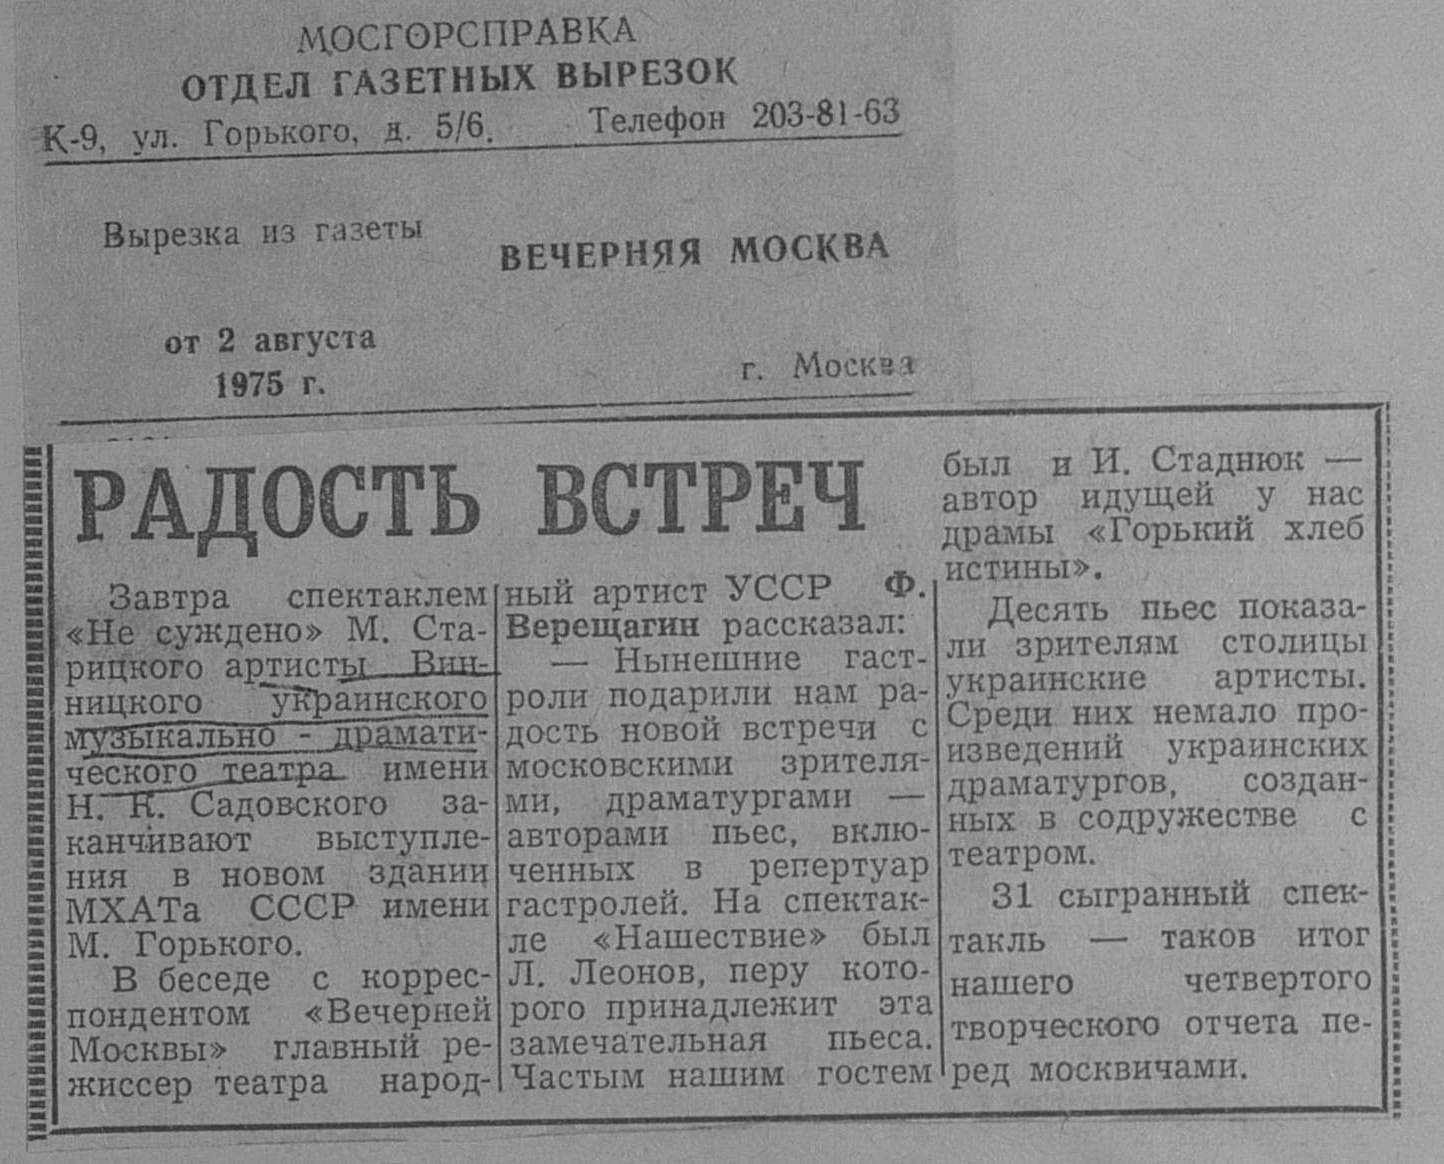 МОСГОРСПРАВКА
ОТДЕЛ ГАЗЕТНЫХ ВЫРЕЗОК
К-9, ул. Горького, д. 5/6. Телефон 203-81-63
Вырезка из газеты
ВЕЧЕРНЯЯ МОСКВА
от 2 августа
1975 г.
г. Москва
РАДОСТЬ ВСТРЕЧ
Завтра спектаклем
«Не суждено» М. Ста-
рицкого артисты Вин-
ницкого украинского
музыкально - драмати-
ческого театра имени
Н. К. Садовского за-
канчивают выступле-
ния в новом здании
МХАТа СССР имени
М. Горького.
В беседе с коррес-
пондентом «Вечерней
Москвы» главный ре-
жиссер театра народ-
ный артист УССР Ф.
Верещагин рассказал:
— Нынешние гаст-
роли подарили нам ра-
дость новой встречи с
московскими зрителя-
ми, драматургами —
авторами пьес, вклю-
ченных в репертуар
гастролей. На спектак-
ле «Нашествие» был
Л. Леонов, перу кото-
рого принадлежит эта
замечательная пьеса.
Частым нашим гостем
был и И. Стаднюк —
автор идущей у нас
драмы «Горький хлеб
истины».
Десять пьес показа-
ли зрителям столицы
украинские артисты.
Среди них немало про-
изведений украинских
драматургов, создан-
ных в содружестве с
театром.
31 сыгранный спек-
такль — таков итог
нашего четвертого
творческого отчета пе-
ред москвичами.